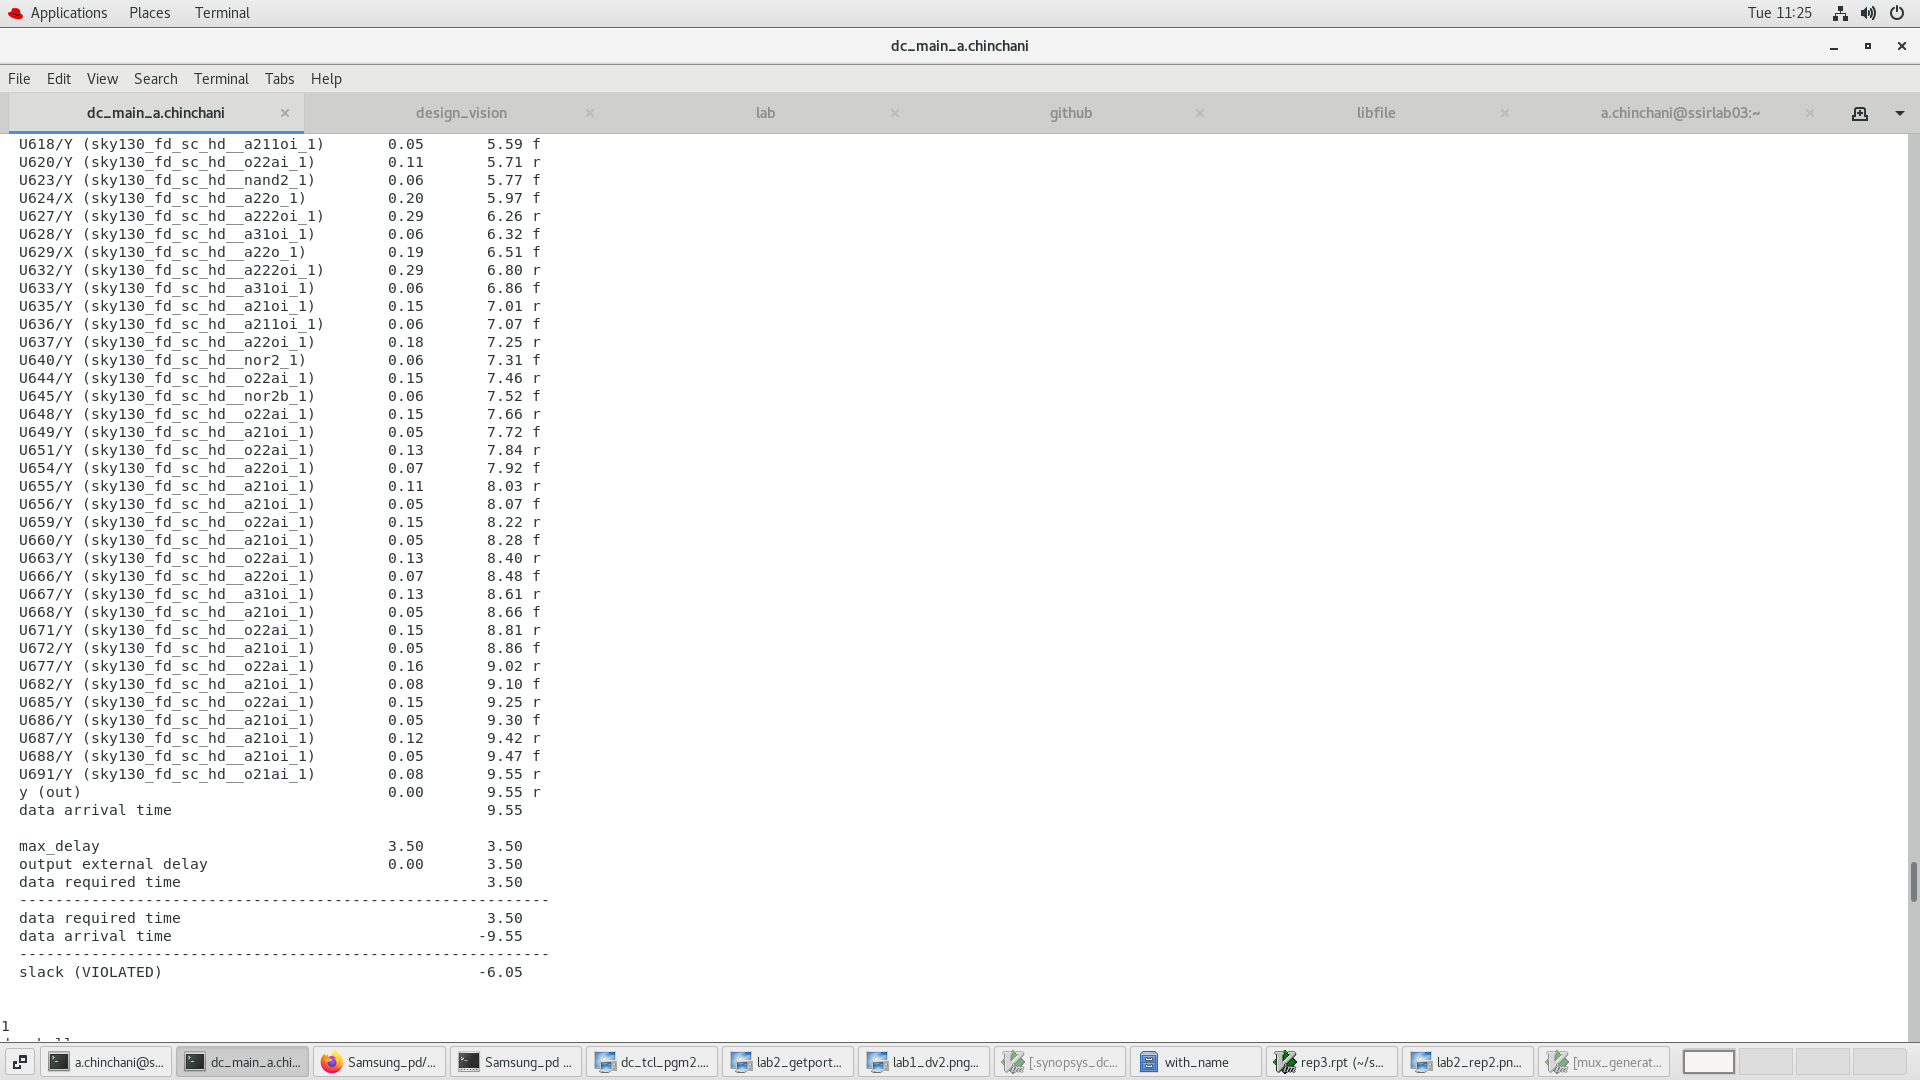 Applications Places Terminal Tue 11:25
dc_main_a.chinchani
File Edit View Search Terminal Tabs Help
dc_main_a.chinchani design_vision lab github libfile a.chinchani@ssirlab03:~
U618/Y (sky130_fd_sc_hd__a211oi_1) 0.05 5.59 f
U620/Y (sky130_fd_sc_hd__o22ai_1) 0.11 5.71 r
U623/Y (sky130_fd_sc_hd__nand2_1) 0.06 5.77 f
U624/X (sky130_fd_sc_hd__a22o_1) 0.20 5.97 f
U627/Y (sky130_fd_sc_hd__a222oi_1) 0.29 6.26 r
U628/Y (sky130_fd_sc_hd__a31oi_1) 0.06 6.32 f
U629/X (sky130_fd_sc_hd__a22o_1) 0.19 6.51 f
U632/Y (sky130_fd_sc_hd__a222oi_1) 0.29 6.80 r
U633/Y (sky130_fd_sc_hd__a31oi_1) 0.06 6.86 f
U635/Y (sky130_fd_sc_hd__a21oi_1) 0.15 7.01 r
U636/Y (sky130_fd_sc_hd__a211oi_1) 0.06 7.07 f
U637/Y (sky130_fd_sc_hd__a22oi_1) 0.18 7.25 r
U640/Y (sky130_fd_sc_hd__nor2_1) 0.06 7.31 f
U644/Y (sky130_fd_sc_hd__o22ai_1) 0.15 7.46 r
U645/Y (sky130_fd_sc_hd__nor2b_1) 0.06 7.52 f
U648/Y (sky130_fd_sc_hd__o22ai_1) 0.15 7.66 r
U649/Y (sky130_fd_sc_hd__a21oi_1) 0.05 7.72 f
U651/Y (sky130_fd_sc_hd__o22ai_1) 0.13 7.84 r
U654/Y (sky130_fd_sc_hd__a22oi_1) 0.07 7.92 f
U655/Y (sky130_fd_sc_hd__a21oi_1) 0.11 8.03 r
U656/Y (sky130_fd_sc_hd__a21oi_1) 0.05 8.07 f
U659/Y (sky130_fd_sc_hd__o22ai_1) 0.15 8.22 r
U660/Y (sky130_fd_sc_hd__a21oi_1) 0.05 8.28 f
U663/Y (sky130_fd_sc_hd__o22ai_1) 0.13 8.40 r
U666/Y (sky130_fd_sc_hd__a22oi_1) 0.07 8.48 f
U667/Y (sky130_fd_sc_hd__a31oi_1) 0.13 8.61 r
U668/Y (sky130_fd_sc_hd__a21oi_1) 0.05 8.66 f
U671/Y (sky130_fd_sc_hd__o22ai_1) 0.15 8.81 r
U672/Y (sky130_fd_sc_hd__a21oi_1) 0.05 8.86 f
U677/Y (sky130_fd_sc_hd__o22ai_1) 0.16 9.02 r
U682/Y (sky130_fd_sc_hd__a21oi_1) 0.08 9.10 f
U685/Y (sky130_fd_sc_hd__o22ai_1) 0.15 9.25 r
U686/Y (sky130_fd_sc_hd__a21oi_1) 0.05 9.30 f
U687/Y (sky130_fd_sc_hd__a21oi_1) 0.12 9.42 r
U688/Y (sky130_fd_sc_hd__a21oi_1) 0.05 9.47 f
U691/Y (sky130_fd_sc_hd__o21ai_1) 0.08 9.55 r
y (out) 0.00 9.55 r
data arrival time 9.55
max_delay 3.50 3.50
output external delay 0.00 3.50
data required time 3.50
-----------------------------------------------------------
data required time 3.50
data arrival time -9.55
-----------------------------------------------------------
slack (VIOLATED) -6.05
1
a.chinchani@s... dc_main_a.chi... Samsung_pd/... Samsung_pd ... dc_tcl_pgm2.... lab2_getport... lab1_dv2.png... [.synopsys_dc... with_name rep3.rpt (~/s... lab2_rep2.pn... [mux_generat...